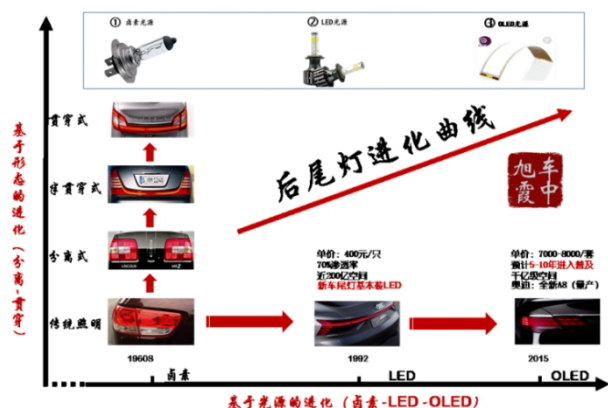 ① 卤素光源
② LED光源
③ OLED光源
后尾灯进化曲线
车中旭霞
基于形态的进化(分离-贯穿)
贯穿式
半贯穿式
分离式
传统照明
单价: 400元/只
70%渗透率
近200亿空间
新车尾灯基本装LED
单价: 7000-8000/套
预计5-10年进入普及
千亿级空间
奥迪: 全新A8 (量产)
1960S
1992
2015
卤素
LED
OLED
基于光源的进化 (卤素-LED-OLED)